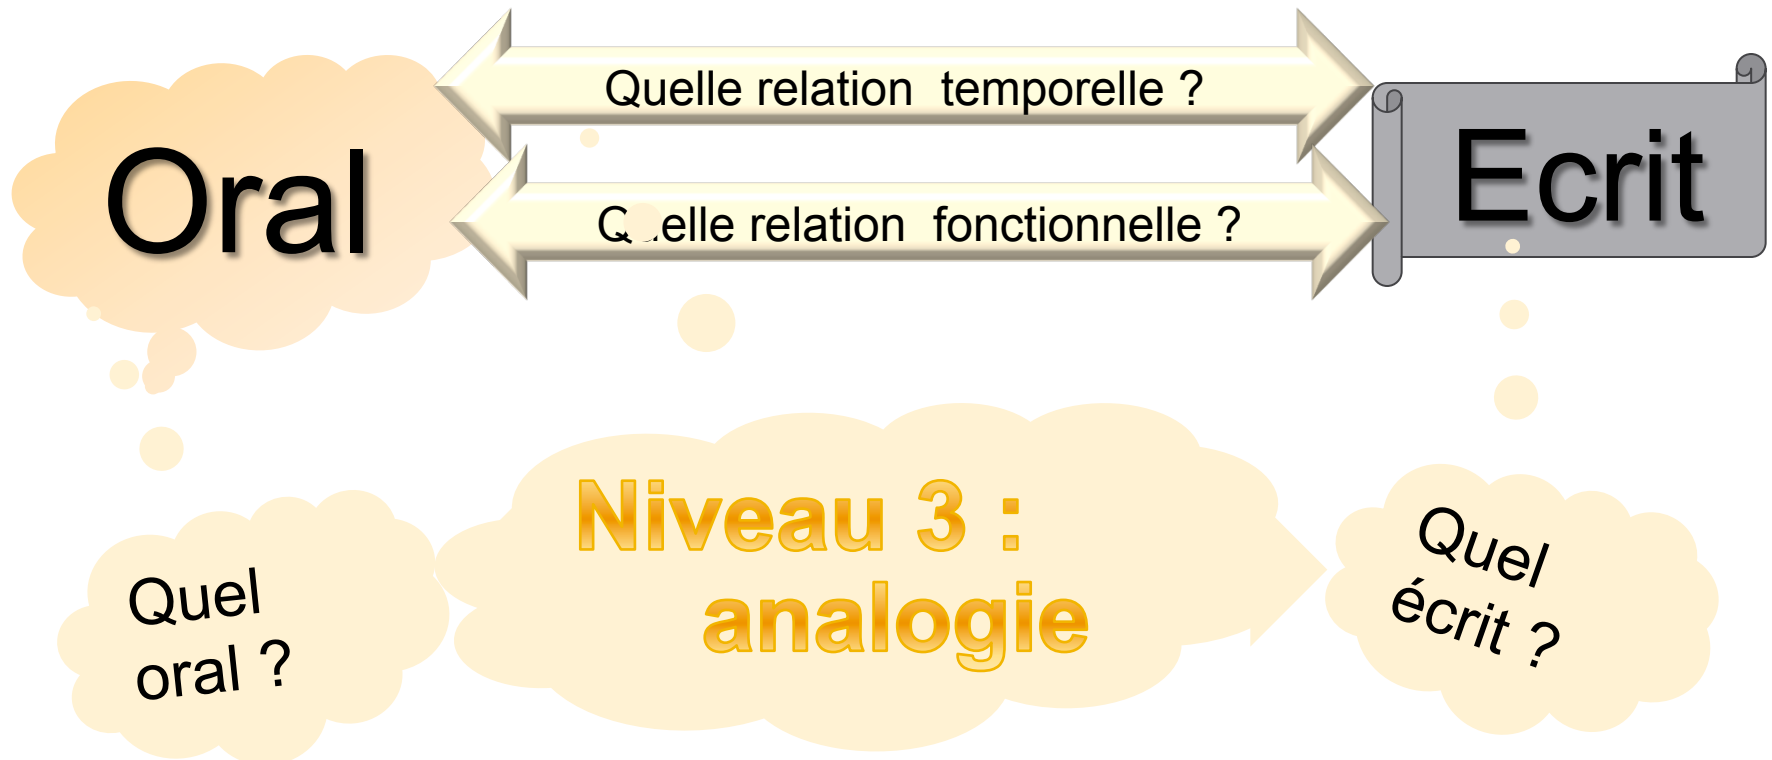 Quelle relation temporelle ?
Oral
Ecrit
Quelle relation fonctionnelle ?
Niveau 3 :
analogie
Quel
oral ?
Quel
écrit ?